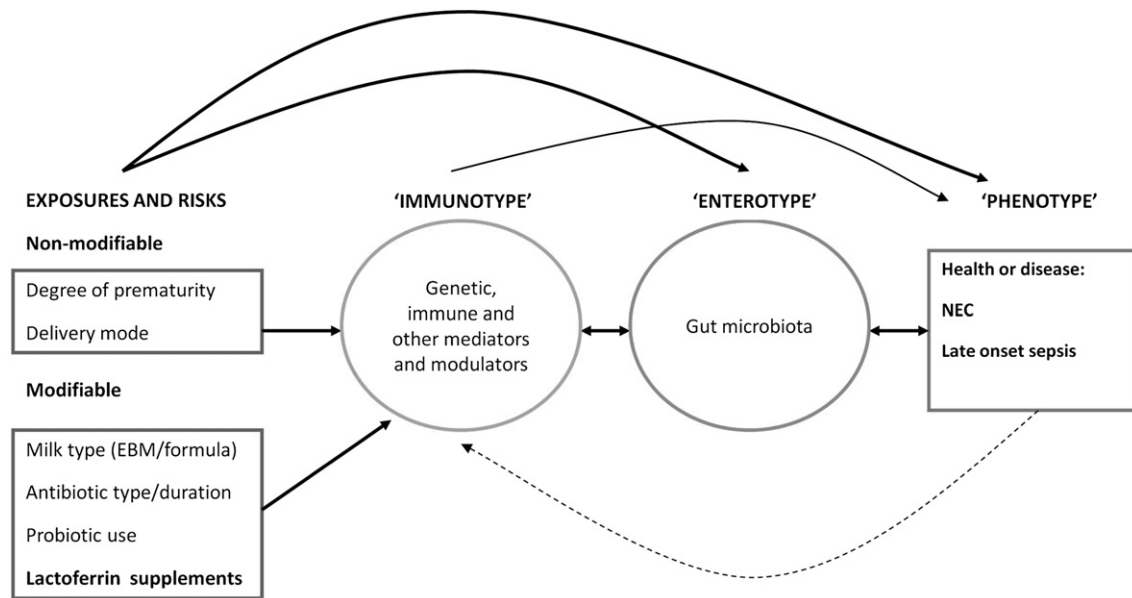 EXPOSURES AND RISKS
Non-modifiable
Degree of prematurity
Delivery mode
Modifiable
Milk type (EBM/formula)
Antibiotic type/duration
Probiotic use
Lactoferrin supplements
‘IMMUNOTYPE’
Genetic,
immune and
other mediators
and modulators
‘ENTEROTYPE’
Gut microbiota
‘PHENOTYPE’
Health or disease:
NEC
Late onset sepsis